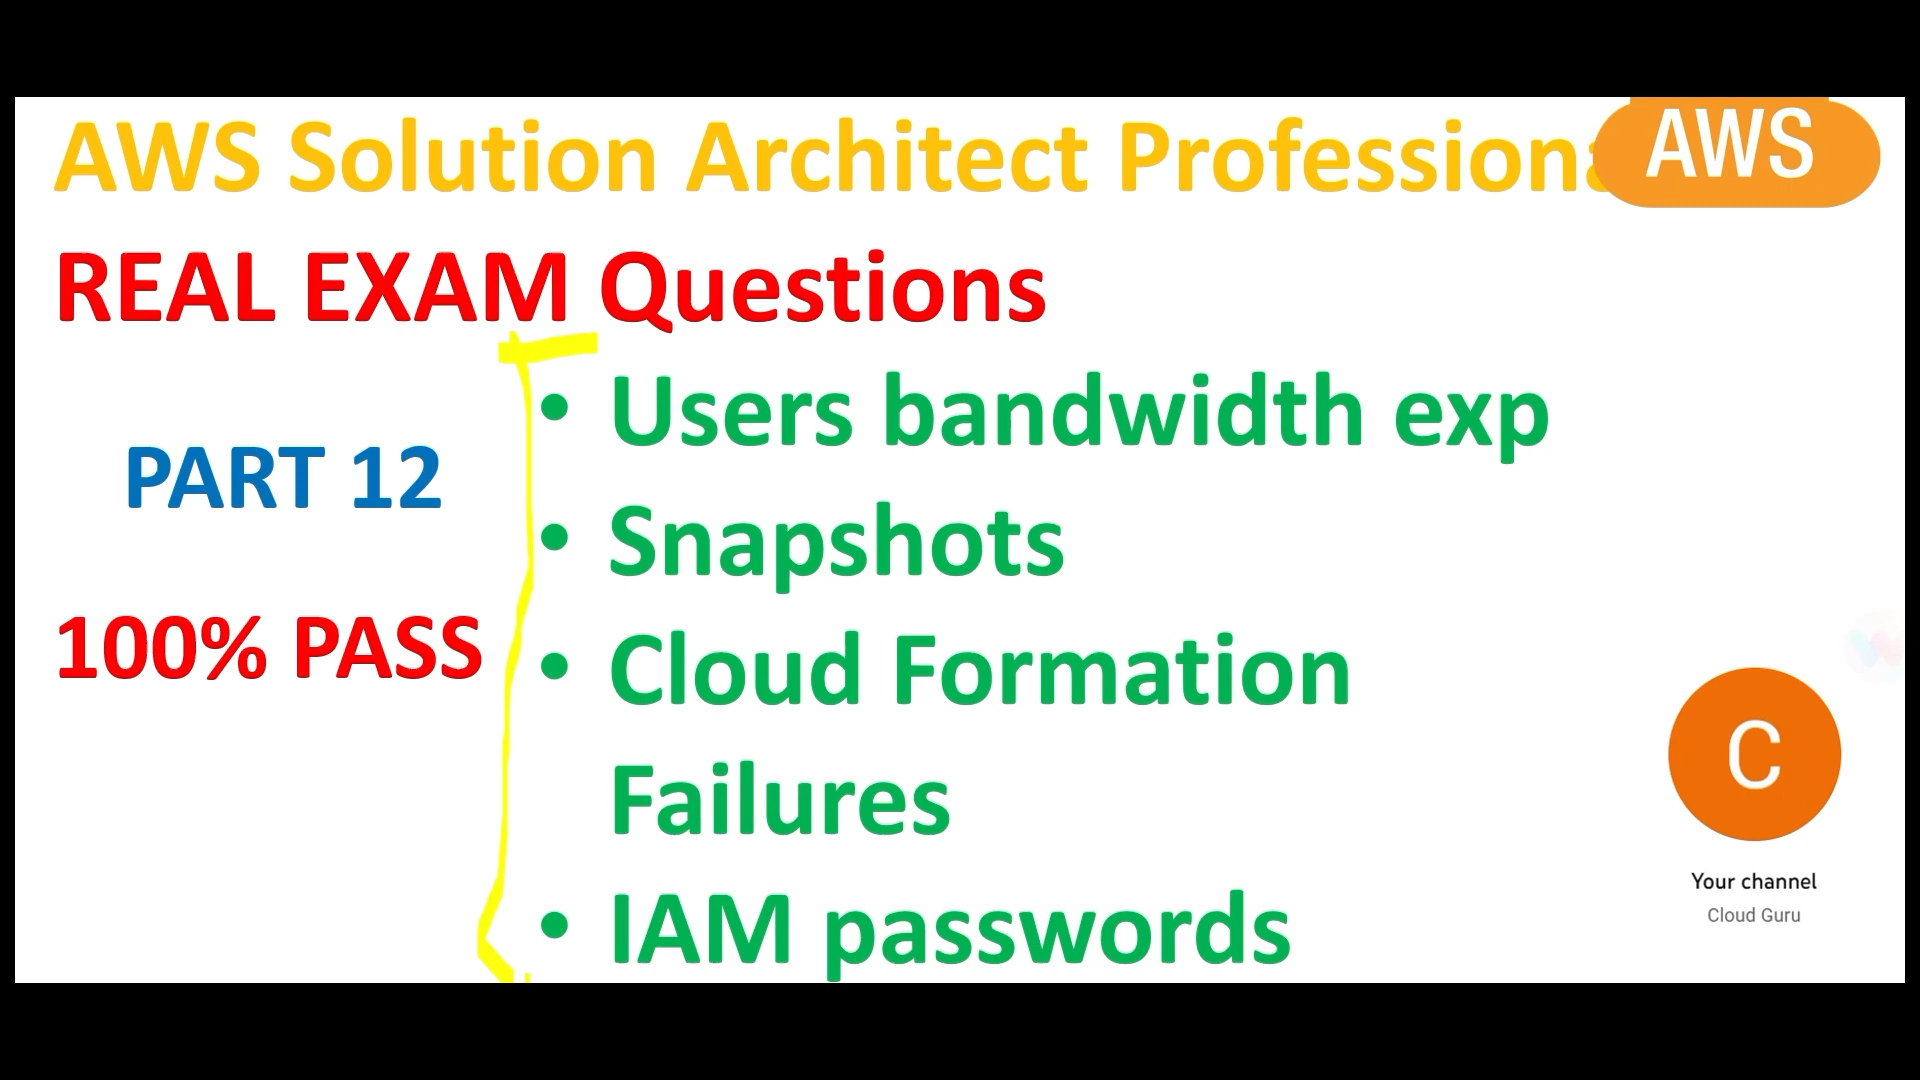 AWS Solution Architect Professiona
AWS
REAL EXAM Questions
PART 12
100% PASS
• Users bandwidth exp
• Snapshots
• Cloud Formation
Failures
• IAM passwords
C
Your channel
Cloud Guru